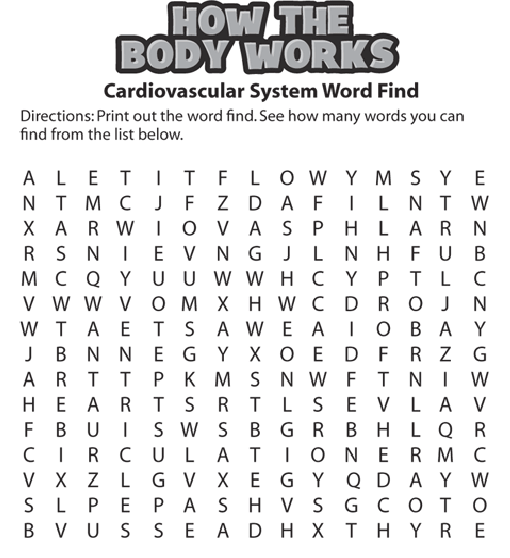 HOW THE
BODY WORKS
Cardiovascular System Word Find
Directions: Print out the word find. See how many words you can
find from the list below.
A L E T I T F L O W Y M S Y E
N T M C J F Z D A F I L N T W
X A R W I O V A S P H L A R N
R S N I E V N G J L N H F U B
M C Q Y U U W W H C Y P T L C
V W W V O M X H W C D R O J N
W T A E T S A W E A I O B A Y
J B N N E G Y X O E D F R Z G
A R T T P K M S N W F T N I W
H E A R T S R T L S E V L A V
F B U I S W S B G R B H L Q R
C I R C U L A T I O N E R M C
V X Z L G V X E G Y Q D A Y W
S L P E P A S H V S G C O T O
B V U S S E A D H X T H Y R E